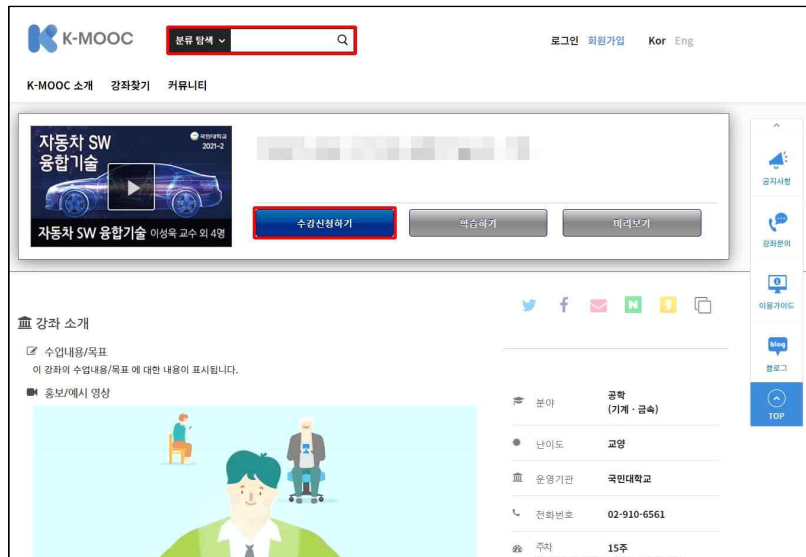 K-MOOC
분류 탐색
로그인 회원가입 Kor Eng
K-MOOC 소개 강좌찾기 커뮤니티
자동차 SW
융합기술
국민대학교
2021-2
자동차 SW 융합기술 이성욱 교수 외 4명
수강신청하기 학습하기 미리보기
공지사항
강좌문의
이용가이드
blog
블로그
TOP
강좌 소개
수업내용/목표
이 강좌의 수업내용/목표 에 대한 내용이 표시됩니다.
홍보/예시 영상
분야 공학
(기계 · 금속)
난이도 교양
운영기관 국민대학교
전화번호 02-910-6561
주차 15주